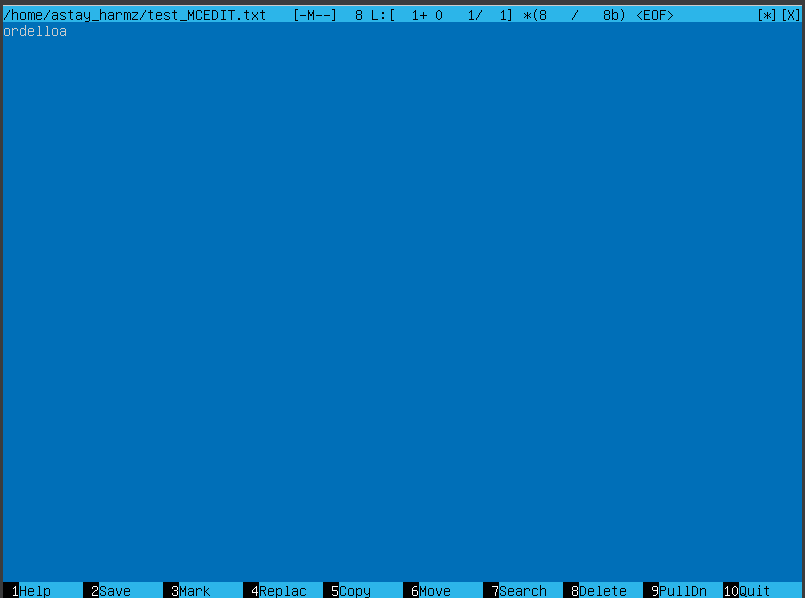 /home/astay_harmz/test_MCEDIT.txt   [-M--]  8 L:[  1+ 0   1/  1] *(8   /   8b) <EOF>          [*][X]
ordelloa
1Help   2Save   3Mark   4Replac   5Copy   6Move   7Search   8Delete   9PullDn   10Quit